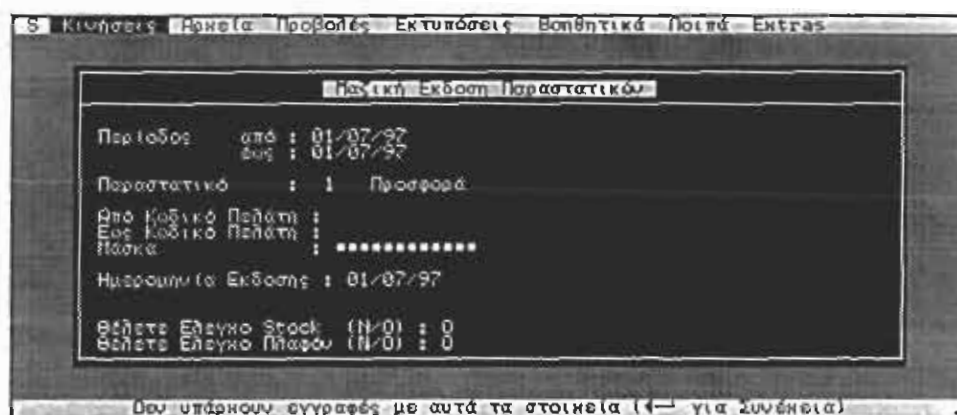 S Κινήσεις Αρχεία Προβολές Εκτυπώσεις Βοηθητικά Λοιπά Extras
Μαζική Εκδοση Παραστατικών
Περίοδος από : 01/07/97
έως : 01/07/97
Παραστατικό : 1 Προσφορά
Από Κωδικό Πελάτη :
Εως Κωδικό Πελάτη :
Μάσκα : ************
Ημερομηνία Εκδοσης : 01/07/97
Θέλετε Ελεγχο Stock (Ν/Ο) : Ο
Θέλετε Ελεγχο Πλαφόν (Ν/Ο) : Ο
Δεν υπάρχουν εγγραφές με αυτά τα στοιχεία (◄─┘ για Συνέχεια)